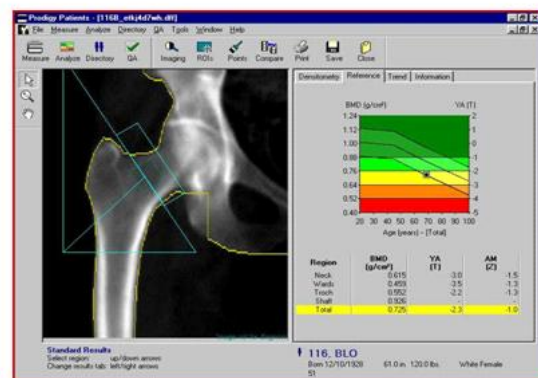 Prodigy Patients - [116B_etkj4d7wh.dff]
File Measure Analyze Directory QA Tools Window Help
Measure Analyze Directory QA Imaging ROIs Points Compare Print Save Close
Densitometry Reference Trend Information
BMD (g/cm²) YA (T)
1.24 2
1.12 1
1.00 0
0.88 -1
0.76 -2
0.64 -3
0.52 -4
0.40 -5
20 30 40 50 60 70 80 90 100
Age (years) - [Total]
Region BMD (g/cm²) YA (T) AM (Z)
Neck 0.615 -3.0 -1.5
Wards 0.459 -3.5 -1.3
Troch 0.552 -2.2 -1.3
Shaft 0.926 - -
Total 0.725 -2.3 -1.0
Standard Results
Select region: up/down arrows
Change results tab: left/right arrows
116, BLO
Born 12/10/1928 61.0 in. 120.0 lbs. White Female
S1